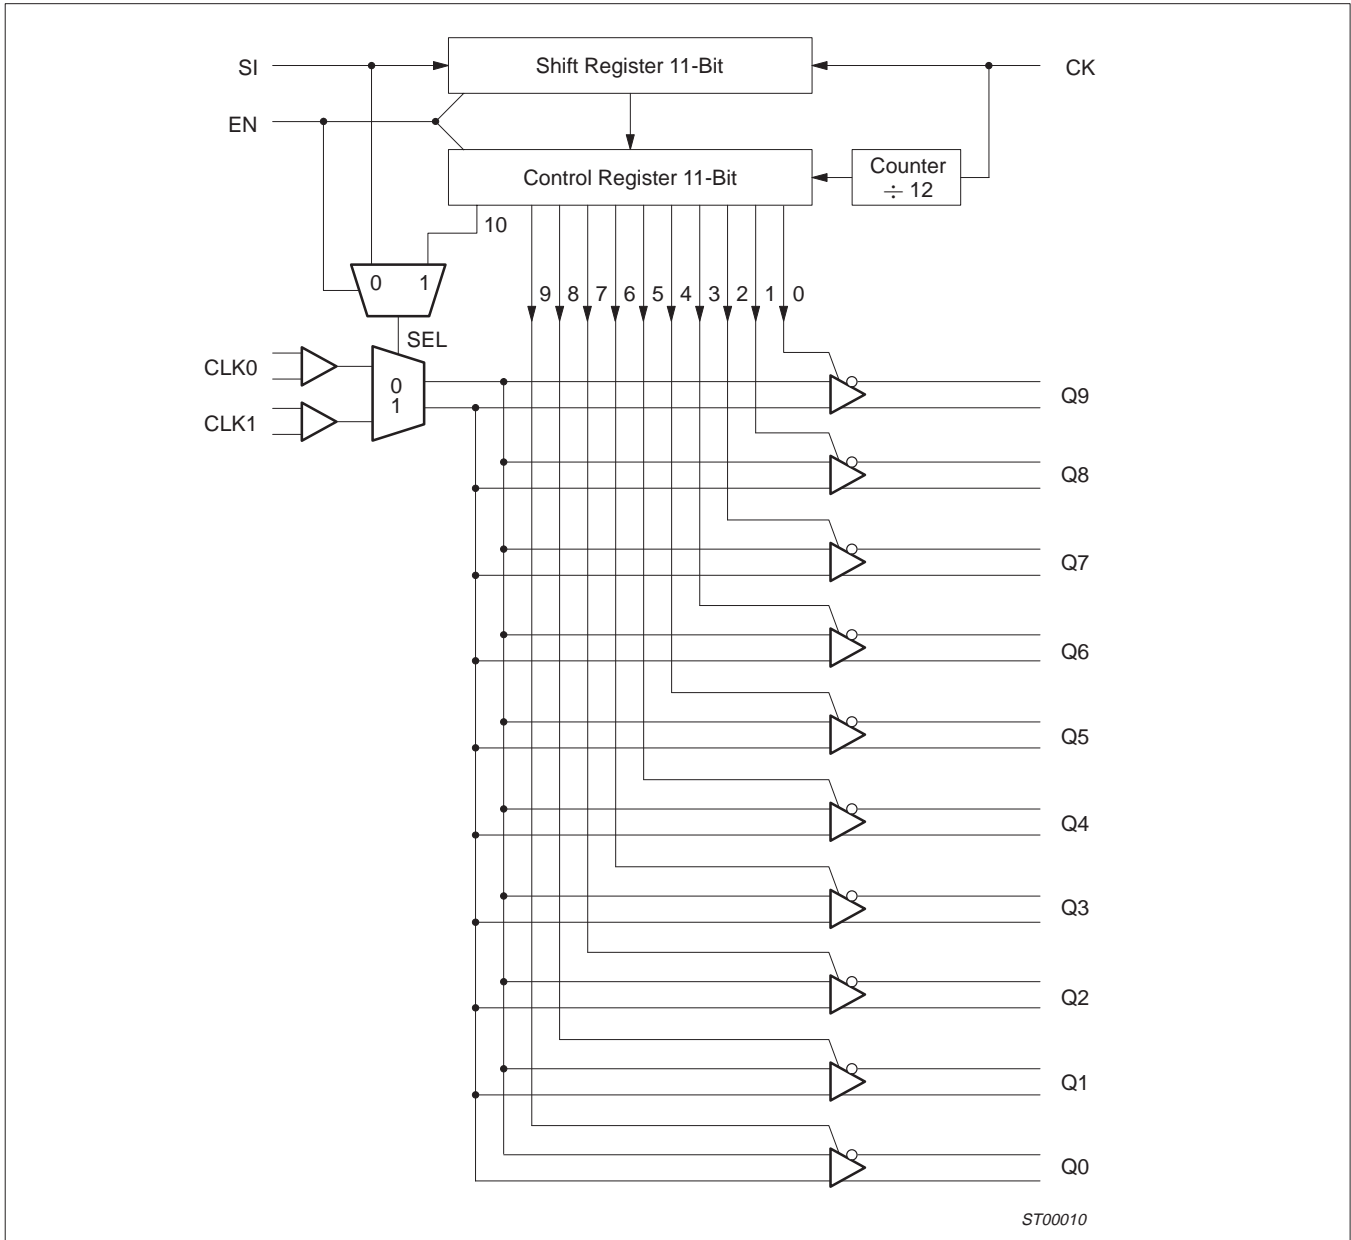 SI
Shift Register 11-Bit
CK
EN
Control Register 11-Bit
Counter
÷ 12
10
0 1
9 8 7 6 5 4 3 2 1 0
SEL
CLK0
0
1
CLK1
Q9
Q8
Q7
Q6
Q5
Q4
Q3
Q2
Q1
Q0
ST00010